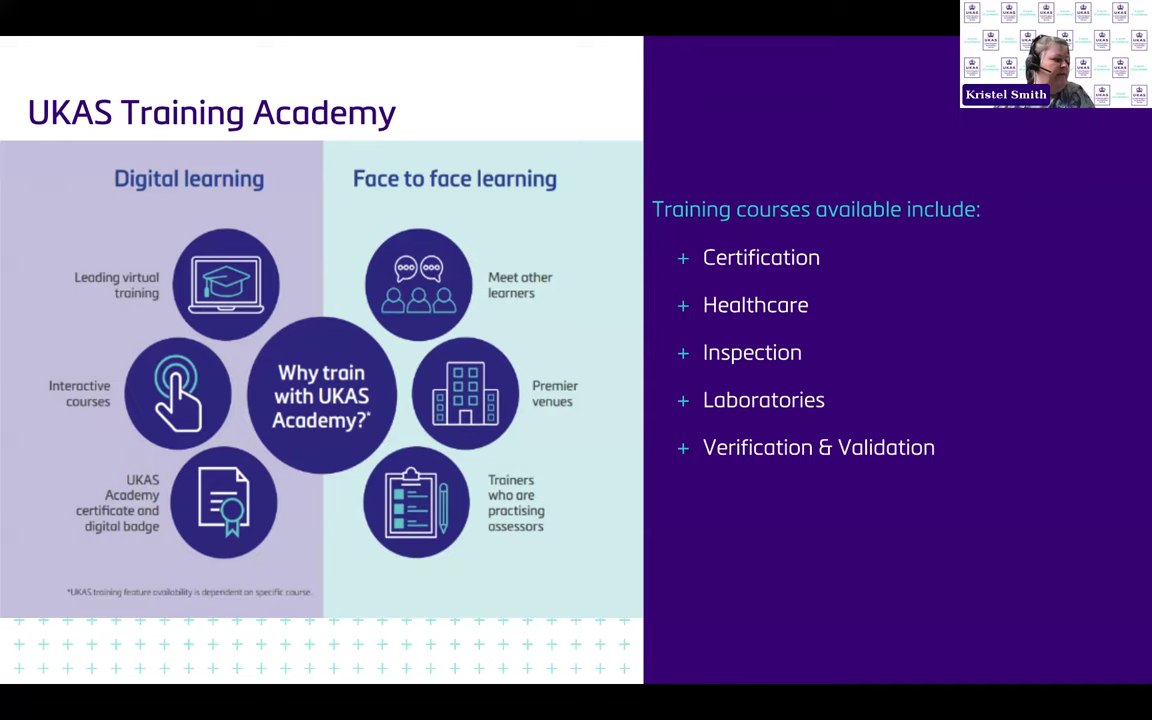 UKAS Training Academy
Digital learning
Face to face learning
Leading virtual
training
Meet other
learners
Interactive
courses
Why train
with UKAS
Academy?*
Premier
venues
UKAS
Academy
certificate and
digital badge
Trainers
who are
practising
assessors
*UKAS training feature availability is dependent on specific course.
Training courses available include:
+ Certification
+ Healthcare
+ Inspection
+ Laboratories
+ Verification & Validation
UKAS
Kristel Smith